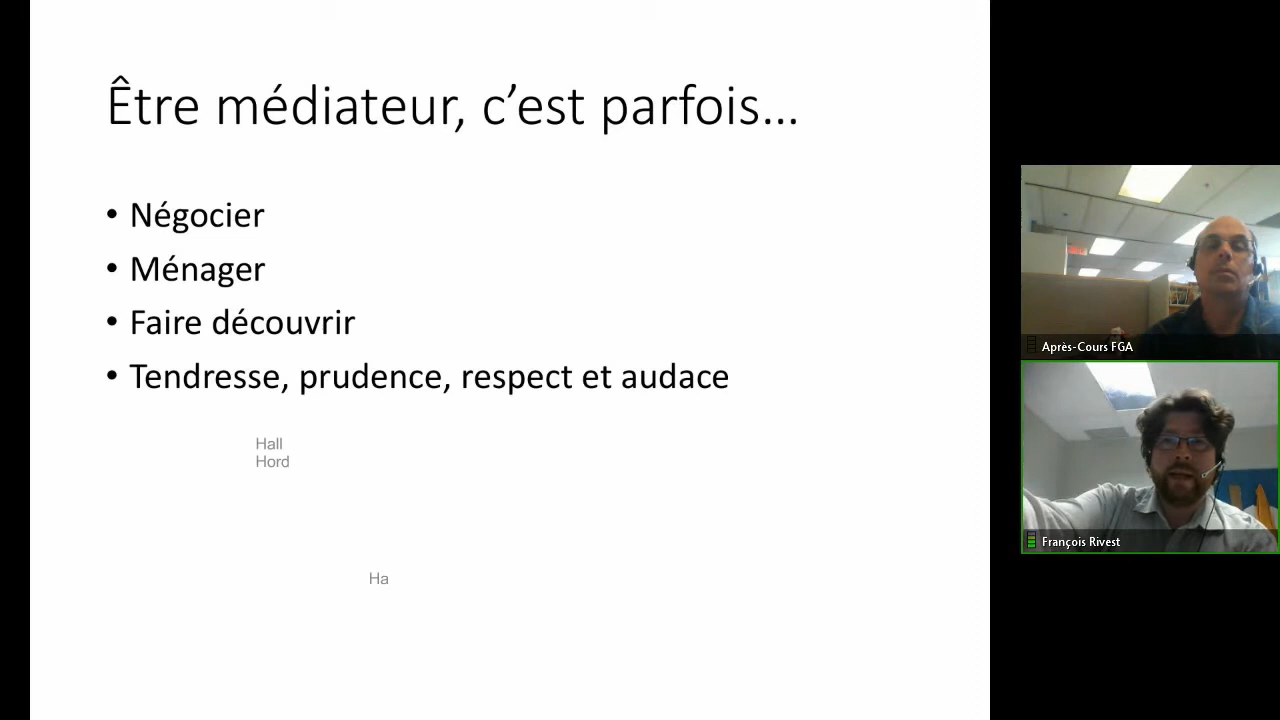 Être médiateur, c’est parfois...
• Négocier
• Ménager
• Faire découvrir
• Tendresse, prudence, respect et audace
Hall
Hord
Ha
Après-Cours FGA
François Rivest